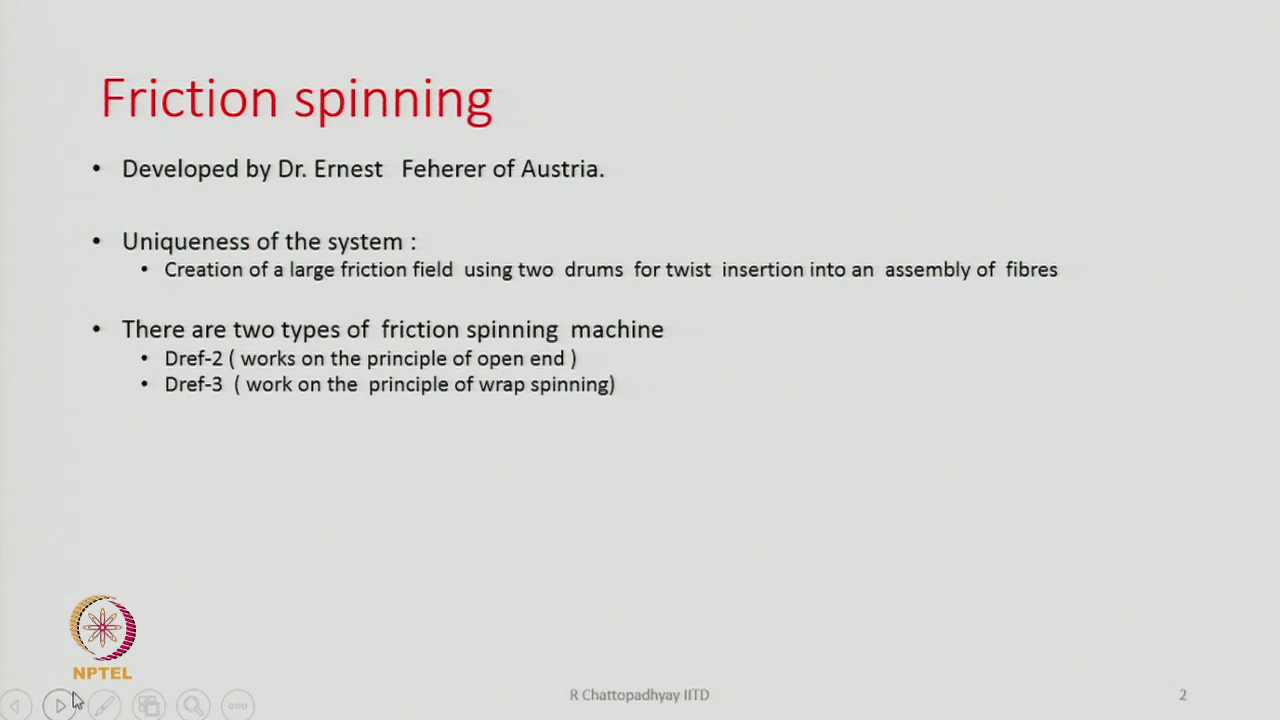 Friction spinning
• Developed by Dr. Ernest Feherer of Austria.
• Uniqueness of the system :
• Creation of a large friction field using two drums for twist insertion into an assembly of fibres
• There are two types of friction spinning machine
• Dref-2 ( works on the principle of open end )
• Dref-3 ( work on the principle of wrap spinning)
NPTEL
R Chattopadhyay IITD
2